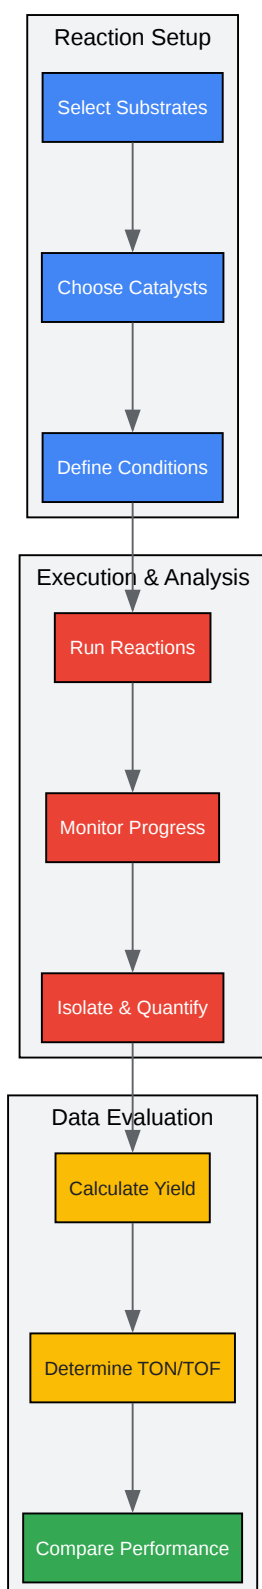 Reaction Setup
Select Substrates
Choose Catalysts
Define Conditions
Execution & Analysis
Run Reactions
Monitor Progress
Isolate & Quantify
Data Evaluation
Calculate Yield
Determine TON/TOF
Compare Performance